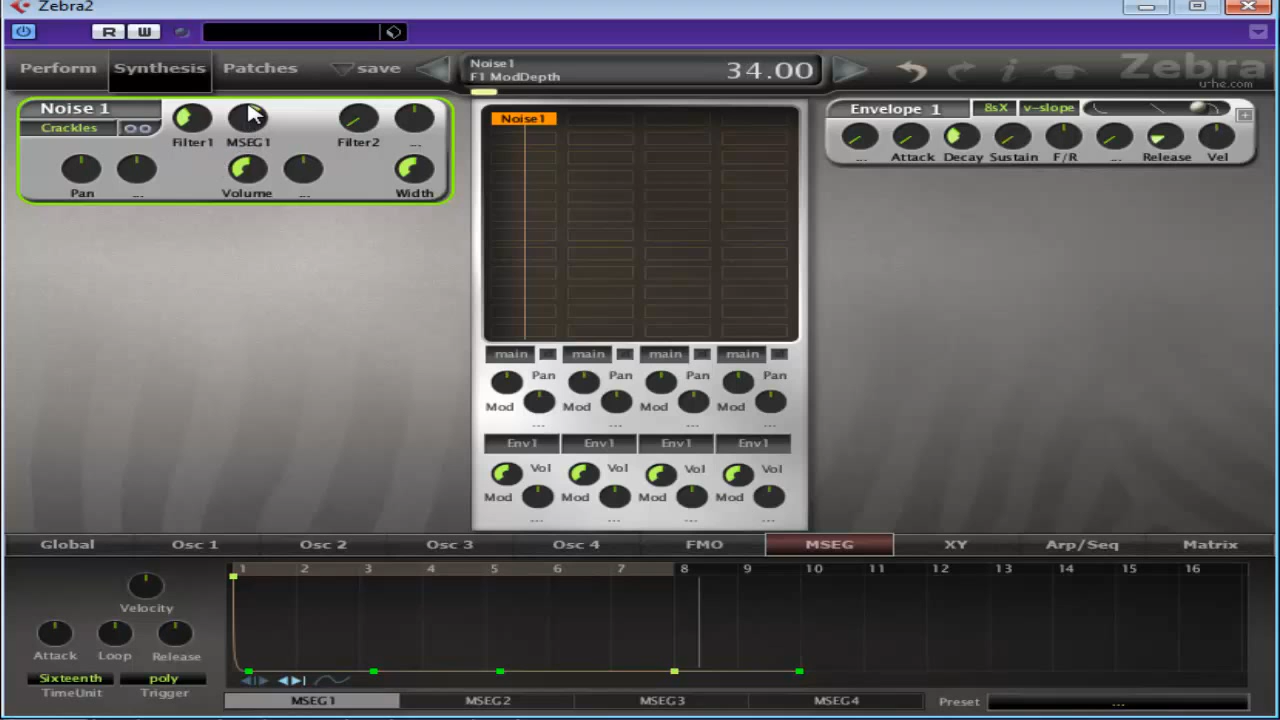 Zebra2
R W
Perform Synthesis Patches save
Noise1
F1 ModDepth
34.00
Zebra
u-he.com
Noise 1
Crackles
Filter1 MSEG1 Filter2 ...
Pan ... Volume ... Width
Noise1
Envelope 1 8sX v-slope
... Attack Decay Sustain F/R ... Release Vel
main main main main
Pan Pan Pan Pan
Mod Mod Mod Mod
... ... ... ...
Env1 Env1 Env1 Env1
Vol Vol Vol Vol
Mod Mod Mod Mod
... ... ... ...
Global Osc 1 Osc 2 Osc 3 Osc 4 FMO MSEG XY Arp/Seq Matrix
1 2 3 4 5 6 7 8 9 10 11 12 13 14 15 16
Velocity
Attack Loop Release
Sixteenth poly
TimeUnit Trigger
MSEG1 MSEG2 MSEG3 MSEG4 Preset ...